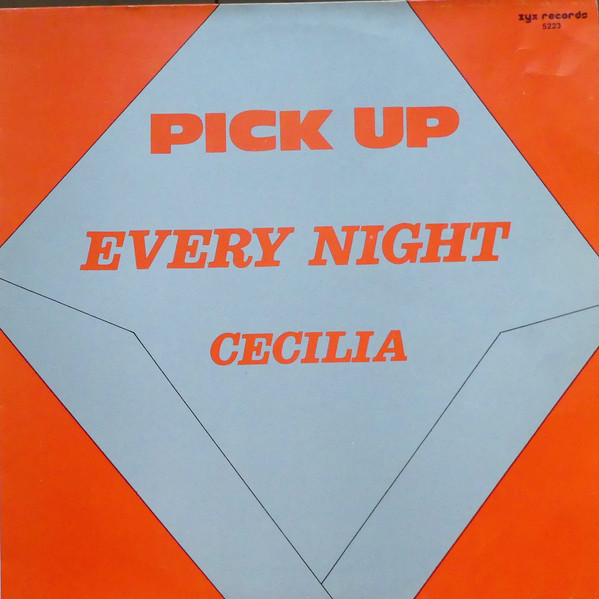 zyx records
5223
PICK UP
EVERY NIGHT
CECILIA